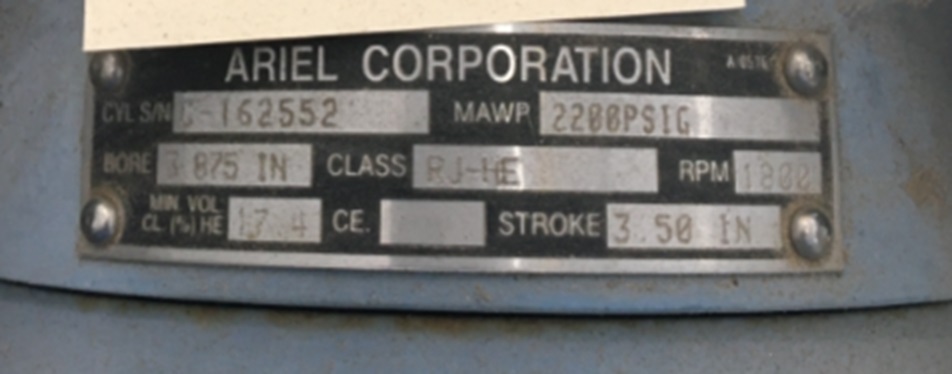 ARIEL CORPORATION
CYL S/N C-162552 MAWP 2200PSIG
BORE 3.875 IN CLASS RJ-HE RPM 1800
MIN. VOL. CL. (%) HE 17.4 CE. STROKE 3.50 IN